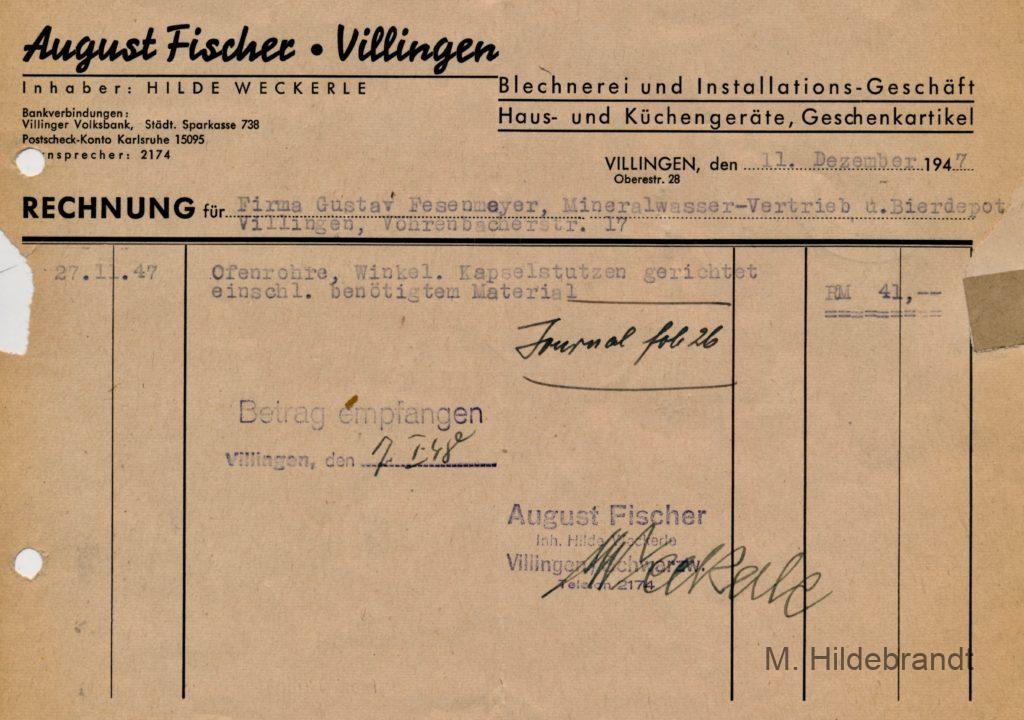 August Fischer • Villingen
Inhaber: HILDE WECKERLE
Bankverbindungen:
Villinger Volksbank, Städt. Sparkasse 738
Postscheck-Konto Karlsruhe 15095
nsprecher: 2174
Blechnerei und Installations-Geschäft
Haus- und Küchengeräte, Geschenkartikel
VILLINGEN, den 11. Dezember 1947
Oberestr. 28
RECHNUNG für Firma Gustav Fesenmeyer, Mineralwasser-Vertrieb u.Bierdepot
Villingen, Vöhrenbacherstr. 17
27.11.47 Ofenrohre, Winkel. Kapselstutzen gerichtet
einschl. benötigtem Material RM 41,--
Journal fol 26
Betrag empfangen
Villingen, den 7. I. 48
August Fischer
Inh. Hilde Weckerle
Villingen/Schwarzw.
Telefon 2174
Weckerle
M. Hildebrandt